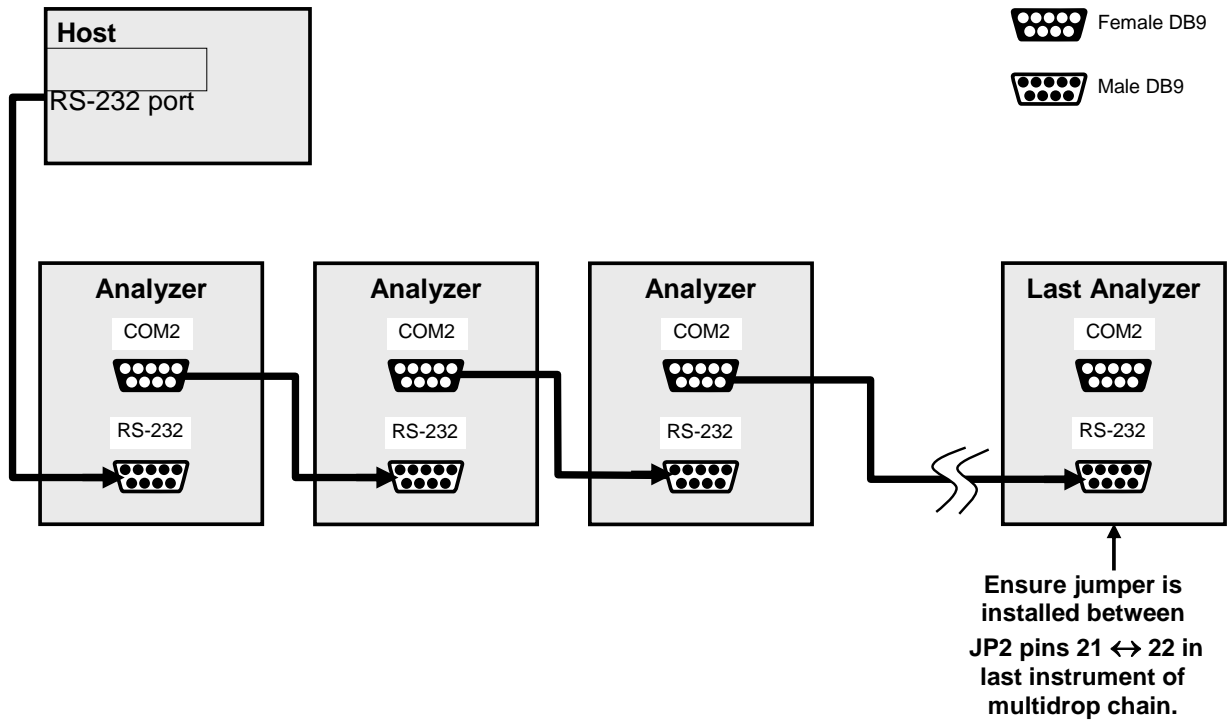 Host
RS-232 port
Female DB9
Male DB9
Analyzer
COM2
RS-232
Analyzer
COM2
RS-232
Analyzer
COM2
RS-232
Last Analyzer
COM2
RS-232
Ensure jumper is
installed between
JP2 pins 21 ↔ 22 in
last instrument of
multidrop chain.